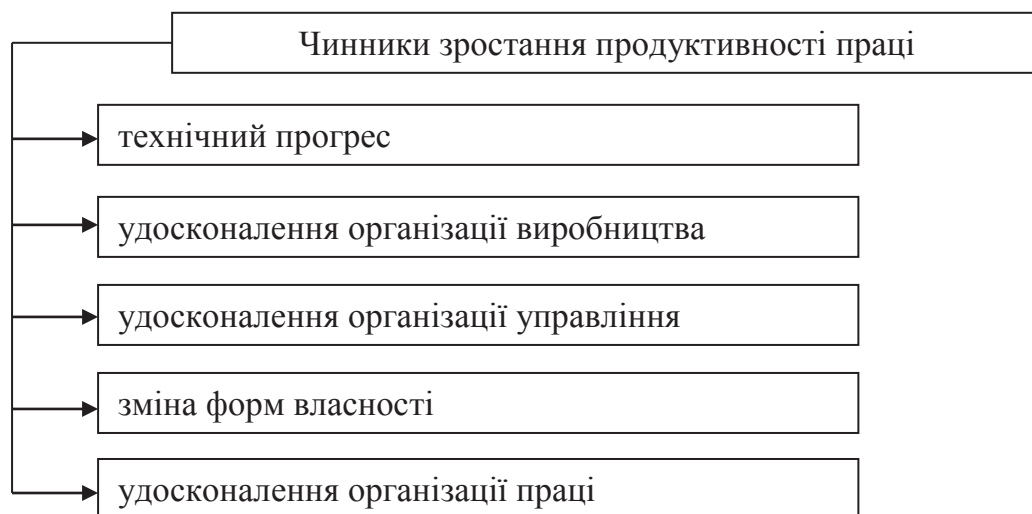 Чинники зростання продуктивності праці
технічний прогрес
удосконалення організації виробництва
удосконалення організації управління
зміна форм власності
удосконалення організації праці